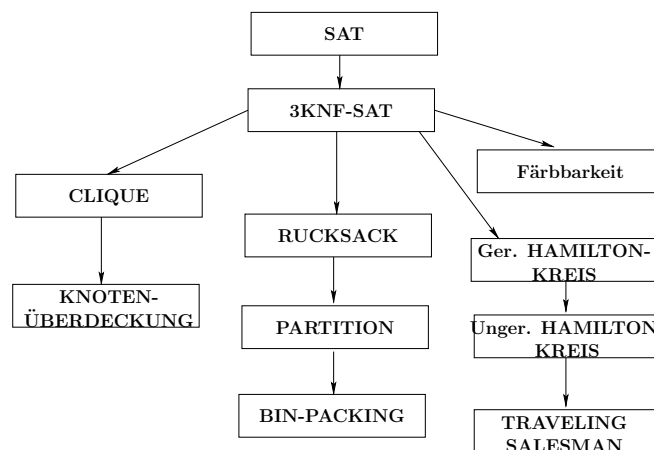 SAT
3KNF-SAT
Färbbarkeit
CLIQUE
RUCKSACK
Ger. HAMILTON-
KREIS
KNOTEN-
ÜBERDECKUNG
PARTITION
Unger. HAMILTON
KREIS
BIN-PACKING
TRAVELING
SALESMAN